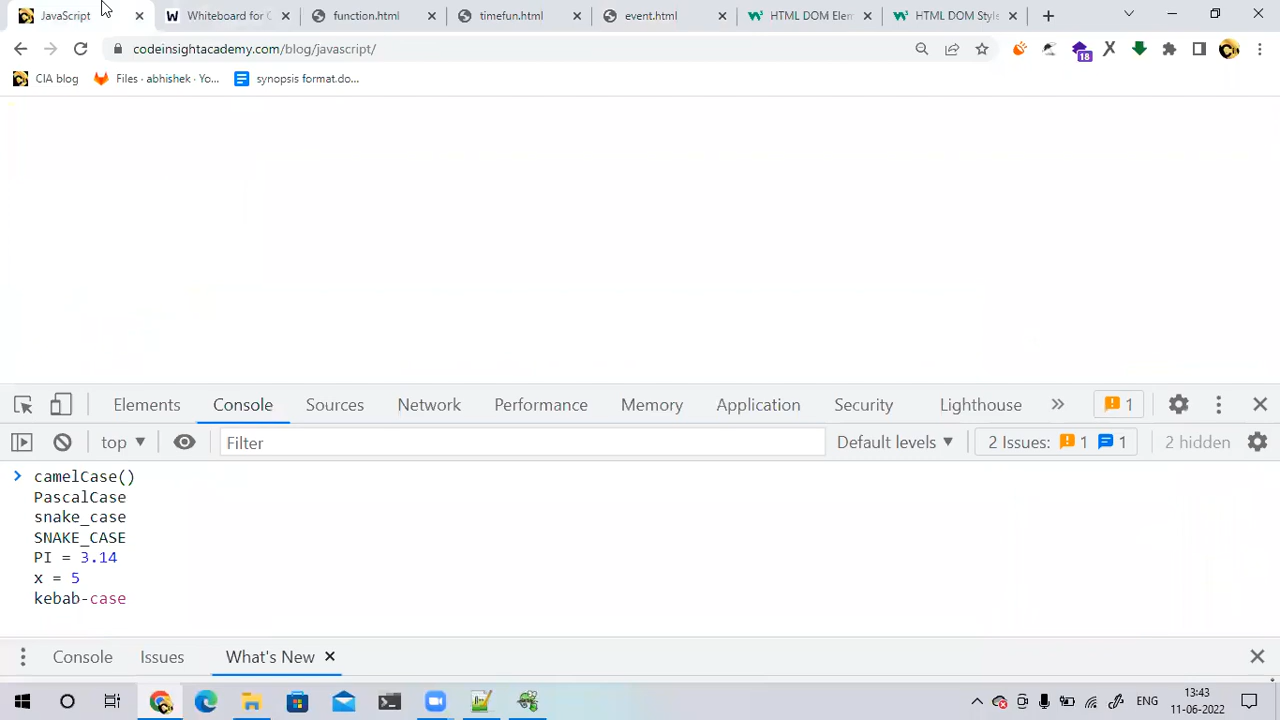 JavaScript
Whiteboard for C
function.html
timefun.html
event.html
HTML DOM Elem
HTML DOM Style
codeinsightacademy.com/blog/javascript/
18
CIA blog
Files · abhishek · Yo...
synopsis format.do...
Elements
Console
Sources
Network
Performance
Memory
Application
Security
Lighthouse
1
top
Filter
Default levels
2 Issues: 1 1
2 hidden
camelCase()
PascalCase
snake_case
SNAKE_CASE
PI = 3.14
x = 5
kebab-case
Console
Issues
What's New
ENG
13:43
11-06-2022